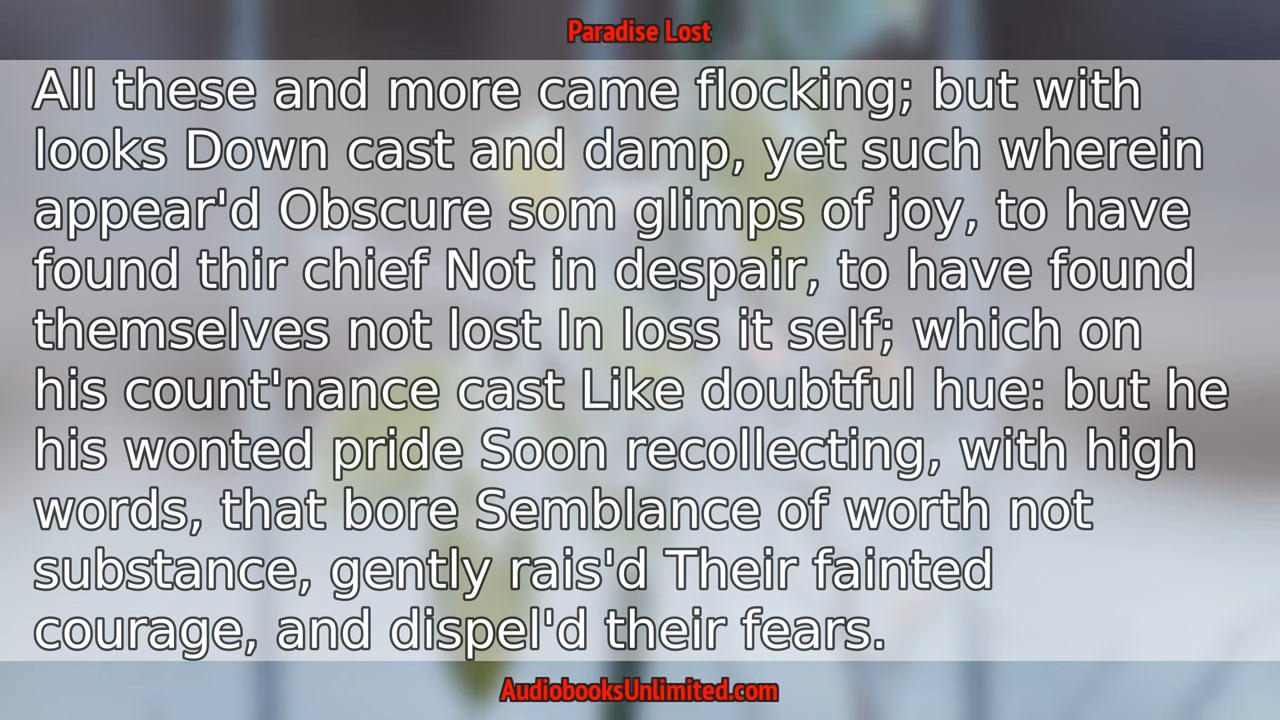 Paradise Lost
All these and more came flocking; but with
looks Down cast and damp, yet such wherein
appear'd Obscure som glimps of joy, to have
found thir chief Not in despair, to have found
themselves not lost In loss it self; which on
his count'nance cast Like doubtful hue: but he
his wonted pride Soon recollecting, with high
words, that bore Semblance of worth not
substance, gently rais'd Their fainted
courage, and dispel'd their fears.
AudiobooksUnlimited.com